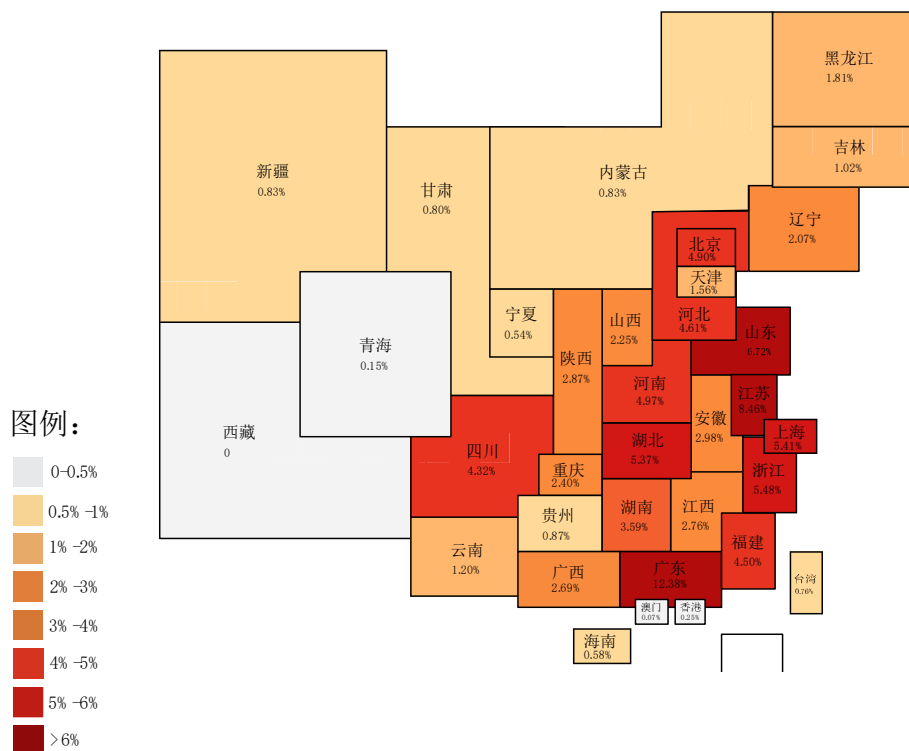 黑龙江
1.81%
吉林
1.02%
新疆
0.83%
甘肃
0.80%
内蒙古
0.83%
辽宁
2.07%
北京
4.90%
天津
1.56%
河北
4.61%
宁夏
0.54%
山西
2.25%
山东
6.72%
青海
0.15%
陕西
2.87%
河南
4.97%
安徽
2.98%
江苏
8.46%
上海
5.41%
西藏
0
四川
4.32%
湖北
5.37%
浙江
5.48%
重庆
2.40%
贵州
0.87%
湖南
3.59%
江西
2.76%
福建
4.50%
云南
1.20%
广西
2.69%
广东
12.38%
台湾
0.76%
澳门
0.07%
香港
0.25%
海南
0.58%
图例：
0-0.5%
0.5%-1%
1%-2%
2%-3%
3%-4%
4%-5%
5%-6%
>6%